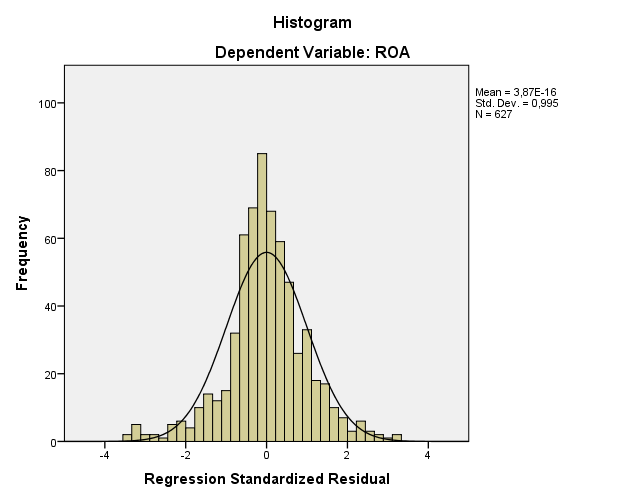 Histogram
Dependent Variable: ROA
Mean = 3,87E-16
Std. Dev. = 0,995
N = 627
100
80
60
40
20
0
Frequency
-4 -2 0 2 4
Regression Standardized Residual